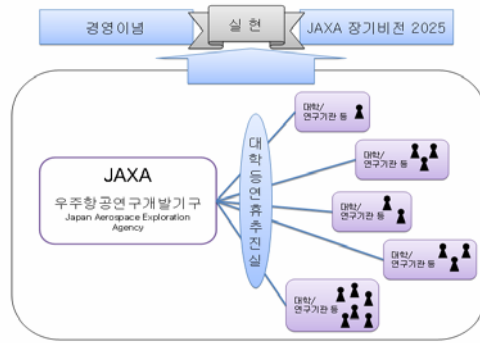 경영이념
실 현
JAXA 장기비전 2025
JAXA
우주항공연구개발기구
Japan Aerospace Exploration
Agency
대학등연휴추진실
대학/
연구기관 등
대학/
연구기관 등
대학/
연구기관 등
대학/
연구기관 등
대학/
연구기관 등